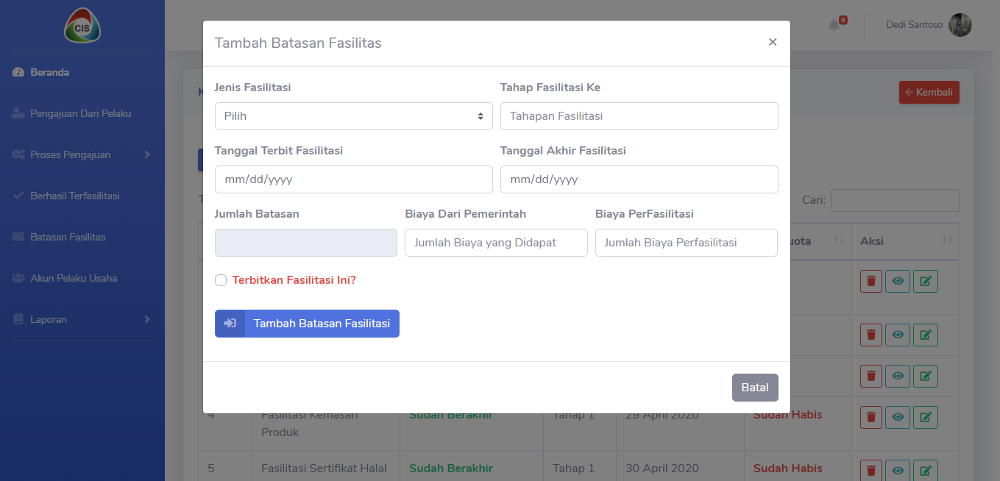 CIS
Beranda
Pengajuan Dari Pelaku
Proses Pengajuan
Berhasil Terfasilitasi
Batasan Fasilitas
Akun Pelaku Usaha
Laporan
0
Dedi Santoso
Kembali
Cari:
Tambah Batasan Fasilitas
×
Jenis Fasilitasi
Tahap Fasilitasi Ke
Pilih
Tahapan Fasilitasi
Tanggal Terbit Fasilitasi
Tanggal Akhir Fasilitasi
mm/dd/yyyy
mm/dd/yyyy
Jumlah Batasan
Biaya Dari Pemerintah
Biaya PerFasilitasi
Jumlah Biaya yang Didapat
Jumlah Biaya Perfasilitasi
Terbitkan Fasilitasi Ini?
Tambah Batasan Fasilitasi
Batal
Aksi
4 Fasilitasi Kemasan Sudah Berakhir Tahap 1 29 April 2020 Sudah Habis
Produk
5 Fasilitasi Sertifikat Halal Sudah Berakhir Tahap 1 30 April 2020 Sudah Habis